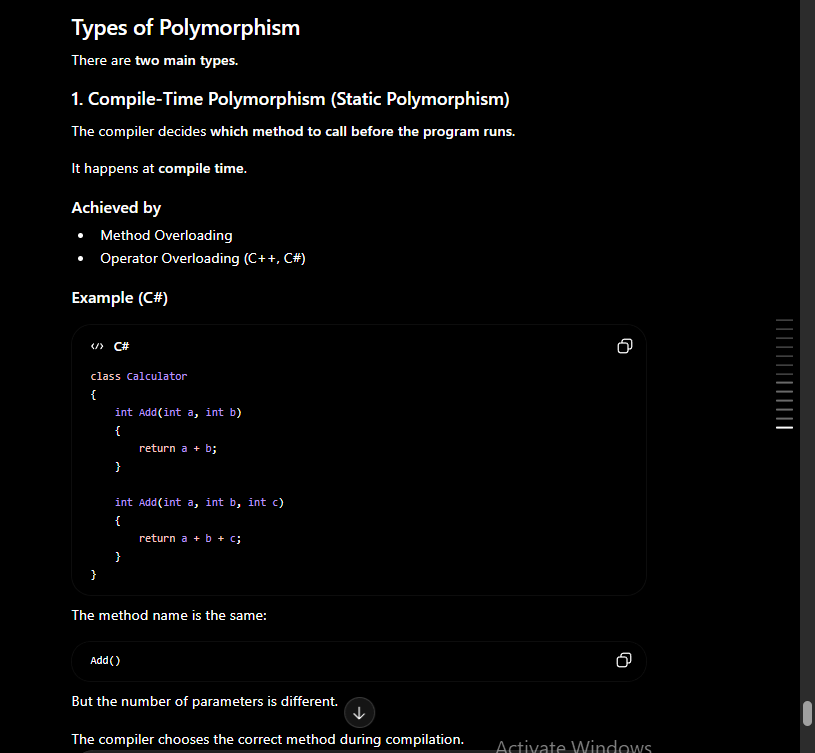 Types of Polymorphism
There are two main types.
1. Compile-Time Polymorphism (Static Polymorphism)
The compiler decides which method to call before the program runs.
It happens at compile time.
Achieved by
• Method Overloading
• Operator Overloading (C++, C#)
Example (C#)
</> C#
class Calculator
{
    int Add(int a, int b)
    {
        return a + b;
    }

    int Add(int a, int b, int c)
    {
        return a + b + c;
    }
}
The method name is the same:
Add()
But the number of parameters is different.
The compiler chooses the correct method during compilation.
Activate Windows